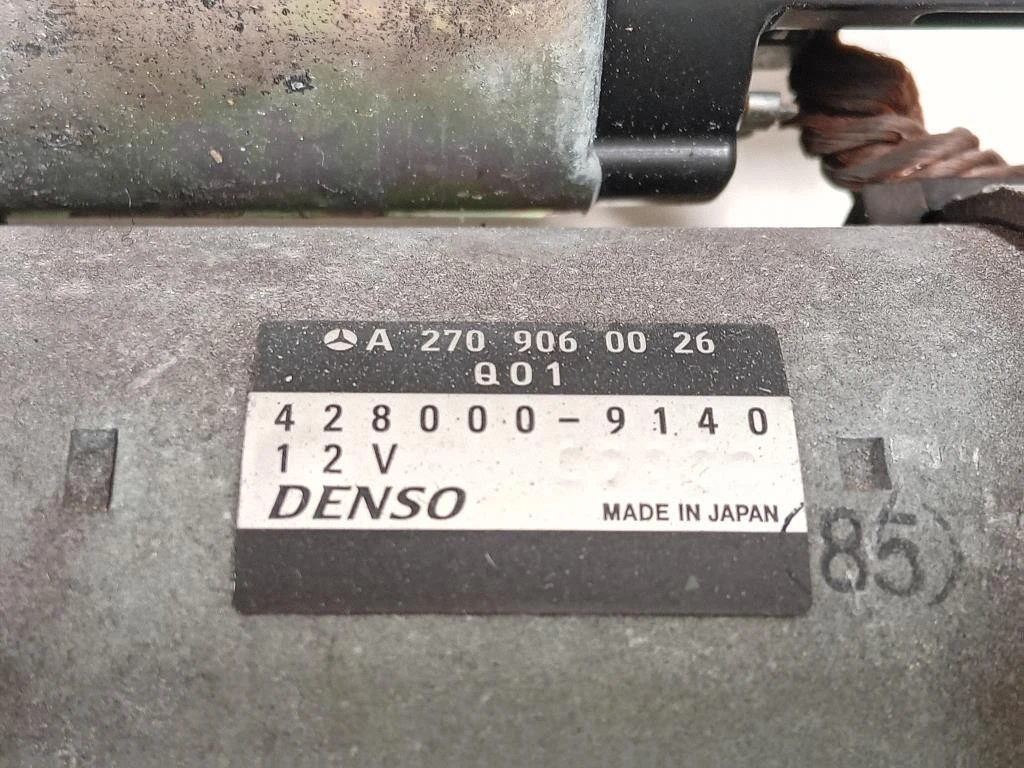 A 270 906 00 26
Q01
428000-9140
12V
DENSO
MADE IN JAPAN
(85)